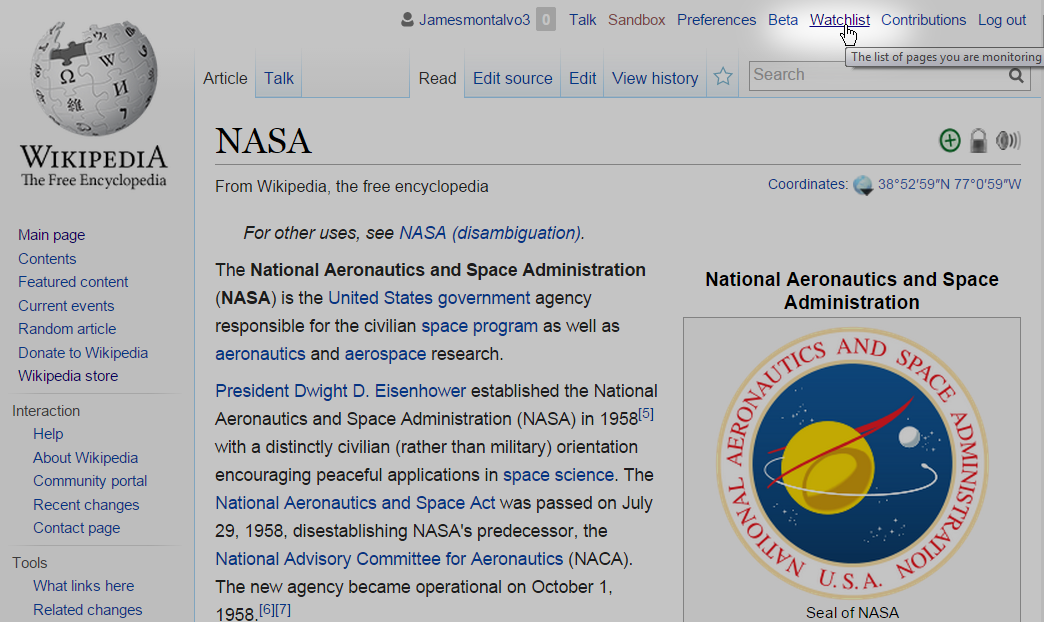 Jamesmontalvo3 0 Talk Sandbox Preferences Beta Watchlist Contributions Log out
The list of pages you are monitoring
Article Talk Read Edit source Edit View history Search
WIKIPEDIA
The Free Encyclopedia
Main page
Contents
Featured content
Current events
Random article
Donate to Wikipedia
Wikipedia store
Interaction
Help
About Wikipedia
Community portal
Recent changes
Contact page
Tools
What links here
Related changes
NASA
From Wikipedia, the free encyclopedia
Coordinates: 38°52′59″N 77°0′59″W
For other uses, see NASA (disambiguation).
The National Aeronautics and Space Administration
(NASA) is the United States government agency
responsible for the civilian space program as well as
aeronautics and aerospace research.
President Dwight D. Eisenhower established the National
Aeronautics and Space Administration (NASA) in 1958[5]
with a distinctly civilian (rather than military) orientation
encouraging peaceful applications in space science. The
National Aeronautics and Space Act was passed on July
29, 1958, disestablishing NASA's predecessor, the
National Advisory Committee for Aeronautics (NACA).
The new agency became operational on October 1,
1958.[6][7]
National Aeronautics and Space
Administration
NATIONAL AERONAUTICS AND SPACE ADMINISTRATION
U.S.A.
Seal of NASA
Ω W И 維 7